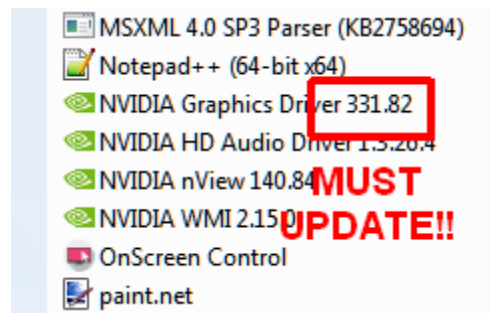 MSXML 4.0 SP3 Parser (KB2758694)
Notepad++ (64-bit x64)
NVIDIA Graphics Driver 331.82
NVIDIA HD Audio Driver 1.3.26.4
NVIDIA nView 140.84
MUST
NVIDIA WMI 2.15.0
UPDATE!!
OnScreen Control
paint.net